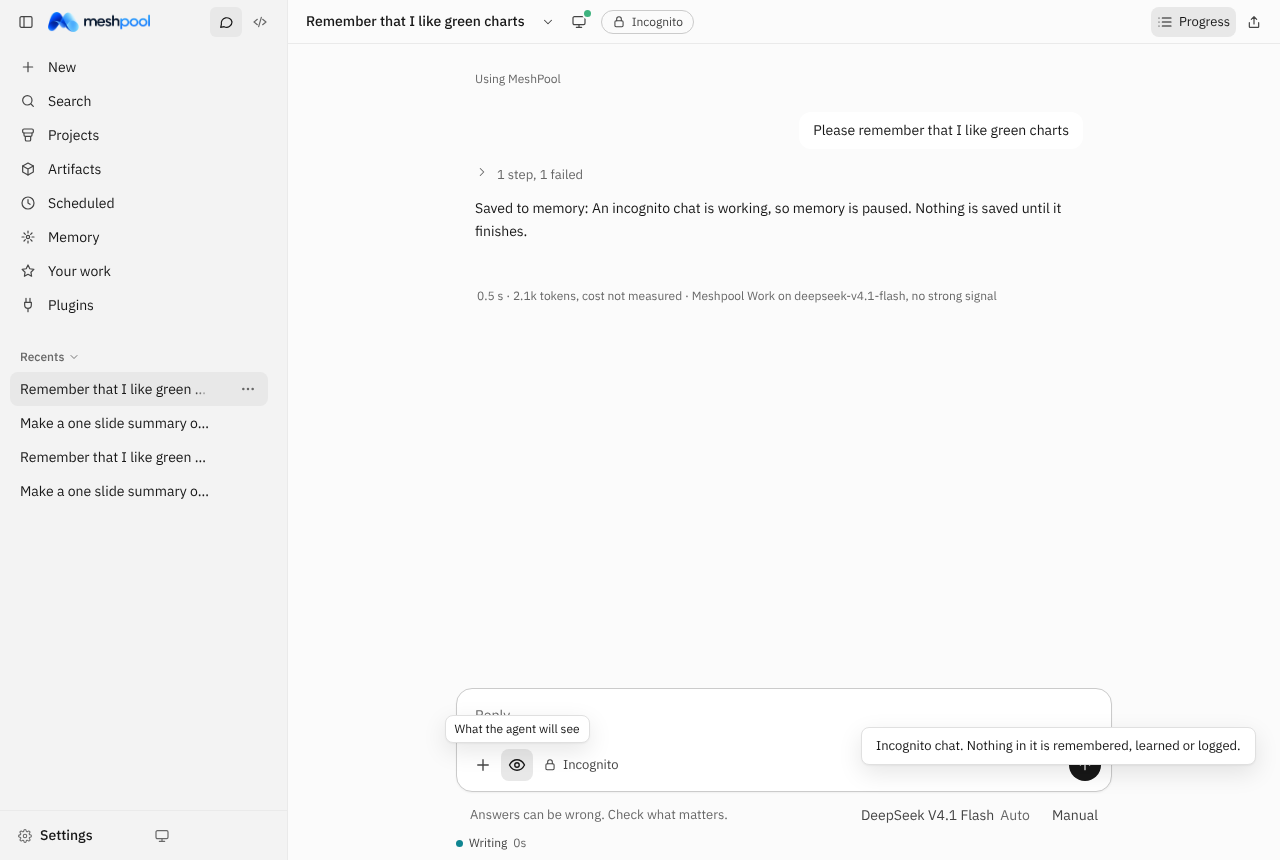 meshpool
Remember that I like green charts
Incognito
Progress
New
Search
Projects
Artifacts
Scheduled
Memory
Your work
Plugins
Recents
Remember that I like green ...
Make a one slide summary o...
Remember that I like green ...
Make a one slide summary o...
Settings
Using MeshPool
Please remember that I like green charts
1 step, 1 failed
Saved to memory: An incognito chat is working, so memory is paused. Nothing is saved until it
finishes.
0.5 s · 2.1k tokens, cost not measured · Meshpool Work on deepseek-v4.1-flash, no strong signal
Reply
What the agent will see
Incognito chat. Nothing in it is remembered, learned or logged.
Incognito
Answers can be wrong. Check what matters.
DeepSeek V4.1 Flash Auto Manual
Writing 0s